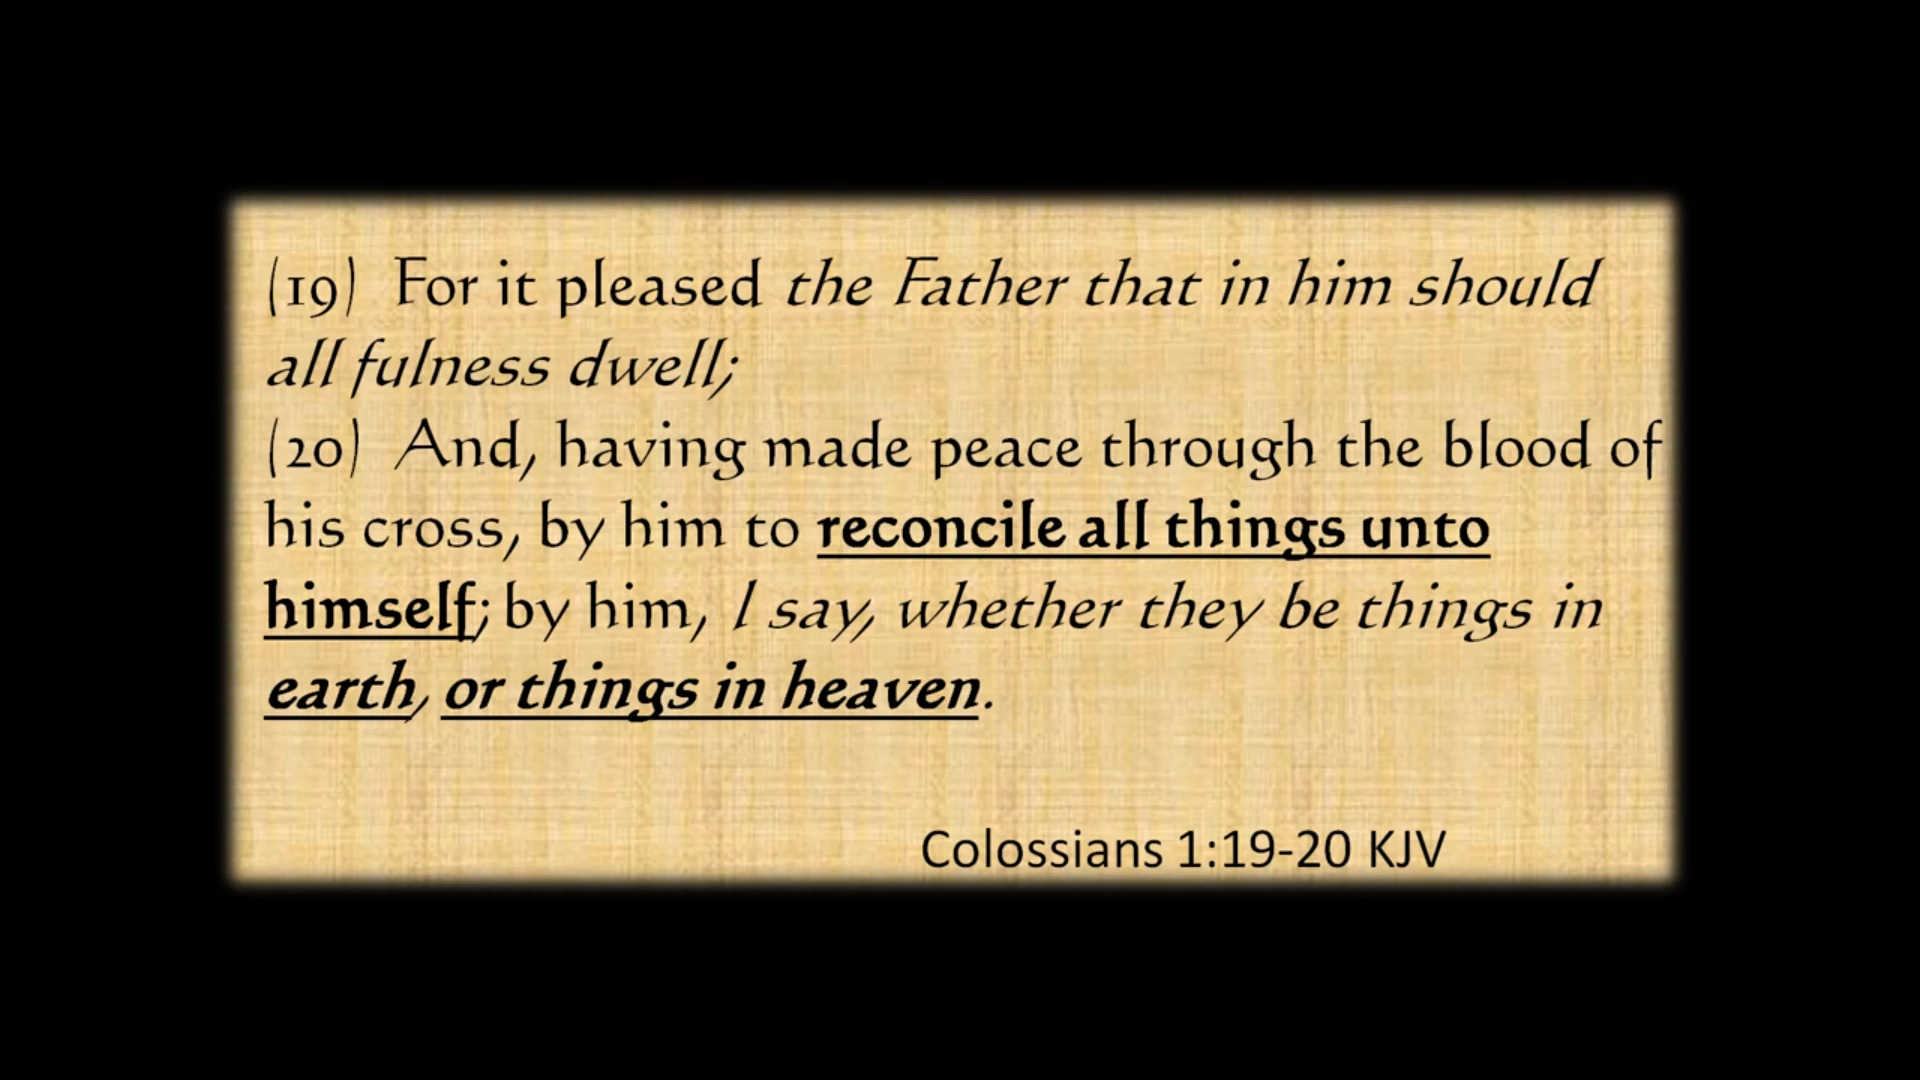 (19) For it pleased the Father that in him should
all fulness dwell;
(20) And, having made peace through the blood of
his cross, by him to reconcile all things unto
himself; by him, I say, whether they be things in
earth, or things in heaven.
Colossians 1:19-20 KJV